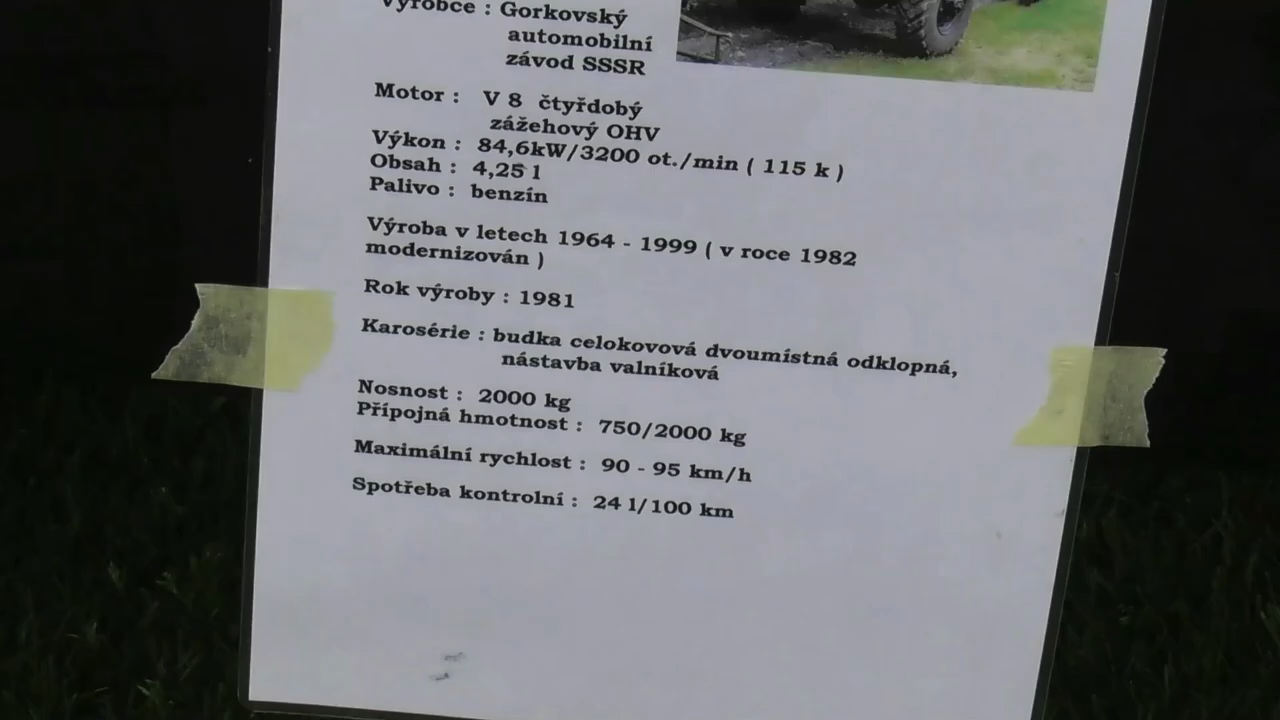 Výrobce : Gorkovský
automobilní
závod SSSR
Motor : V 8 čtyřdobý
zážehový OHV
Výkon : 84,6kW/3200 ot./min ( 115 k )
Obsah : 4,25 l
Palivo : benzín
Výroba v letech 1964 - 1999 ( v roce 1982
modernizován )
Rok výroby : 1981
Karosérie : budka celokovová dvoumístná odklopná,
nástavba valníková
Nosnost : 2000 kg
Přípojná hmotnost : 750/2000 kg
Maximální rychlost : 90 - 95 km/h
Spotřeba kontrolní : 24 l/100 km